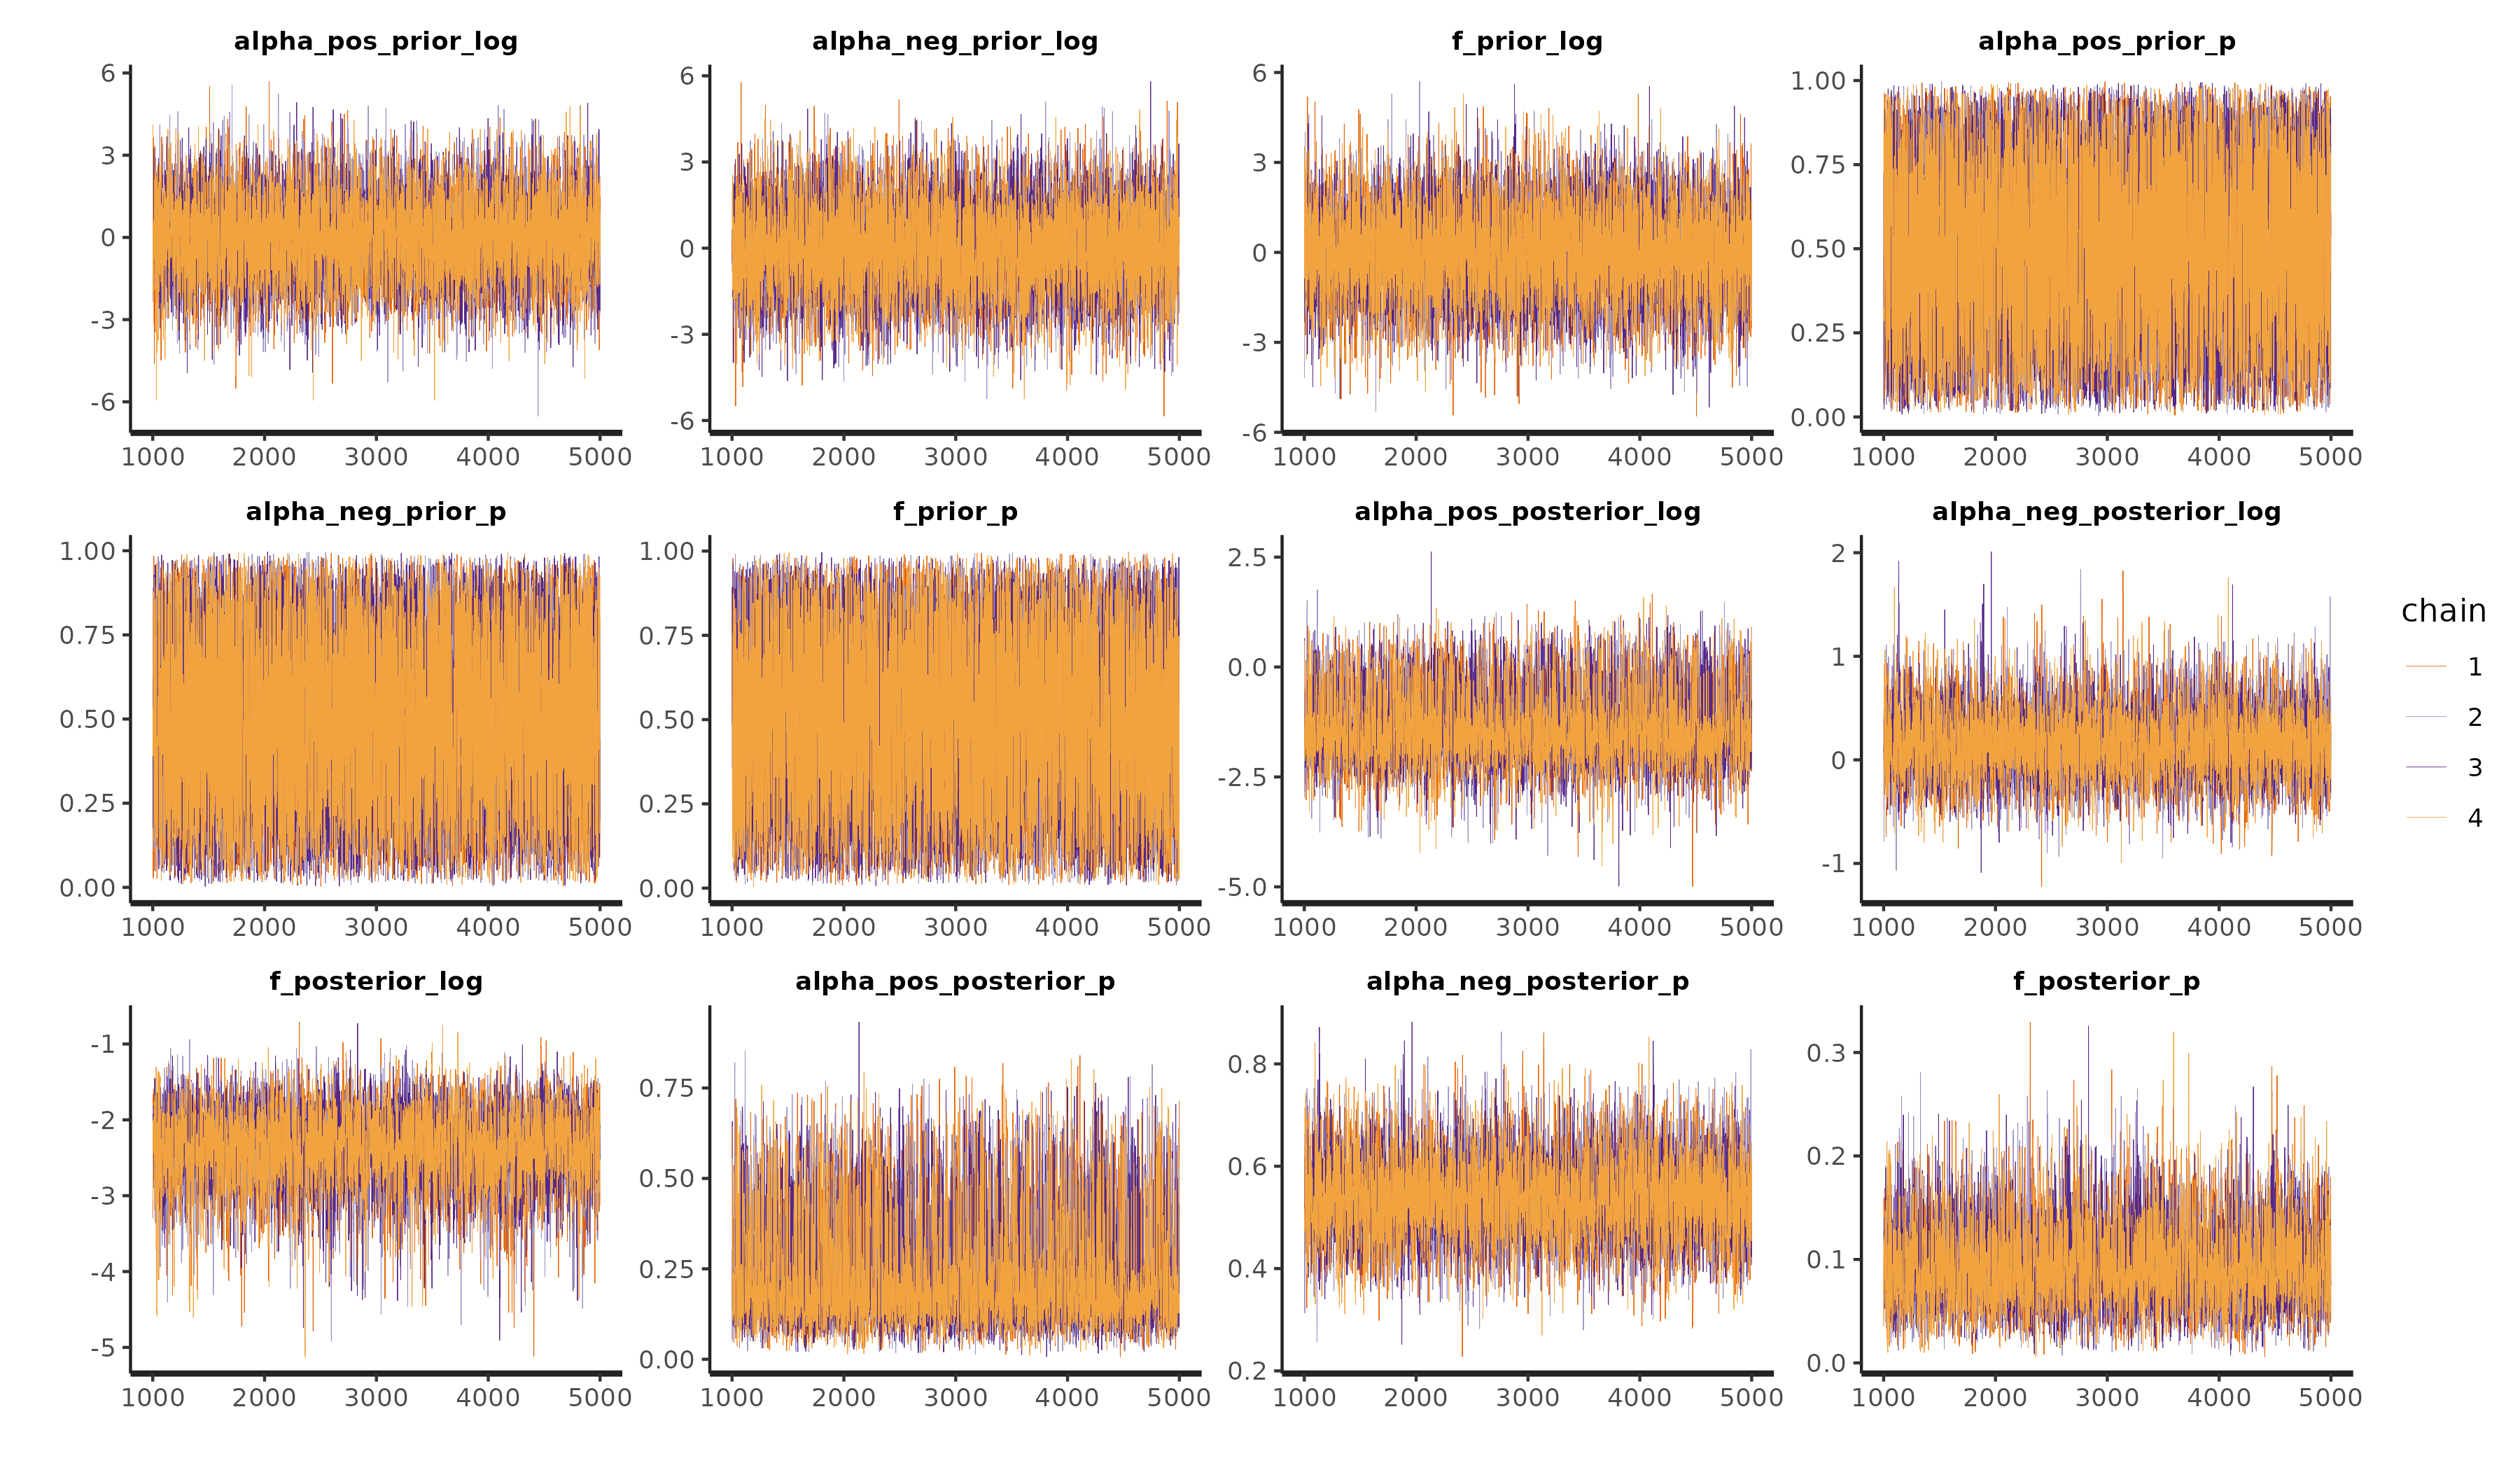 alpha_pos_prior_log
alpha_neg_prior_log
f_prior_log
alpha_pos_prior_p
6
3
0
-3
-6
1000 2000 3000 4000 5000
6
3
0
-3
-6
1000 2000 3000 4000 5000
6
3
0
-3
-6
1000 2000 3000 4000 5000
1.00
0.75
0.50
0.25
0.00
1000 2000 3000 4000 5000
alpha_neg_prior_p
f_prior_p
alpha_pos_posterior_log
alpha_neg_posterior_log
1.00
0.75
0.50
0.25
0.00
1000 2000 3000 4000 5000
1.00
0.75
0.50
0.25
0.00
1000 2000 3000 4000 5000
2.5
0.0
-2.5
-5.0
1000 2000 3000 4000 5000
2
1
0
-1
1000 2000 3000 4000 5000
chain
1
2
3
4
f_posterior_log
alpha_pos_posterior_p
alpha_neg_posterior_p
f_posterior_p
-1
-2
-3
-4
-5
1000 2000 3000 4000 5000
0.75
0.50
0.25
0.00
1000 2000 3000 4000 5000
0.8
0.6
0.4
0.2
1000 2000 3000 4000 5000
0.3
0.2
0.1
0.0
1000 2000 3000 4000 5000